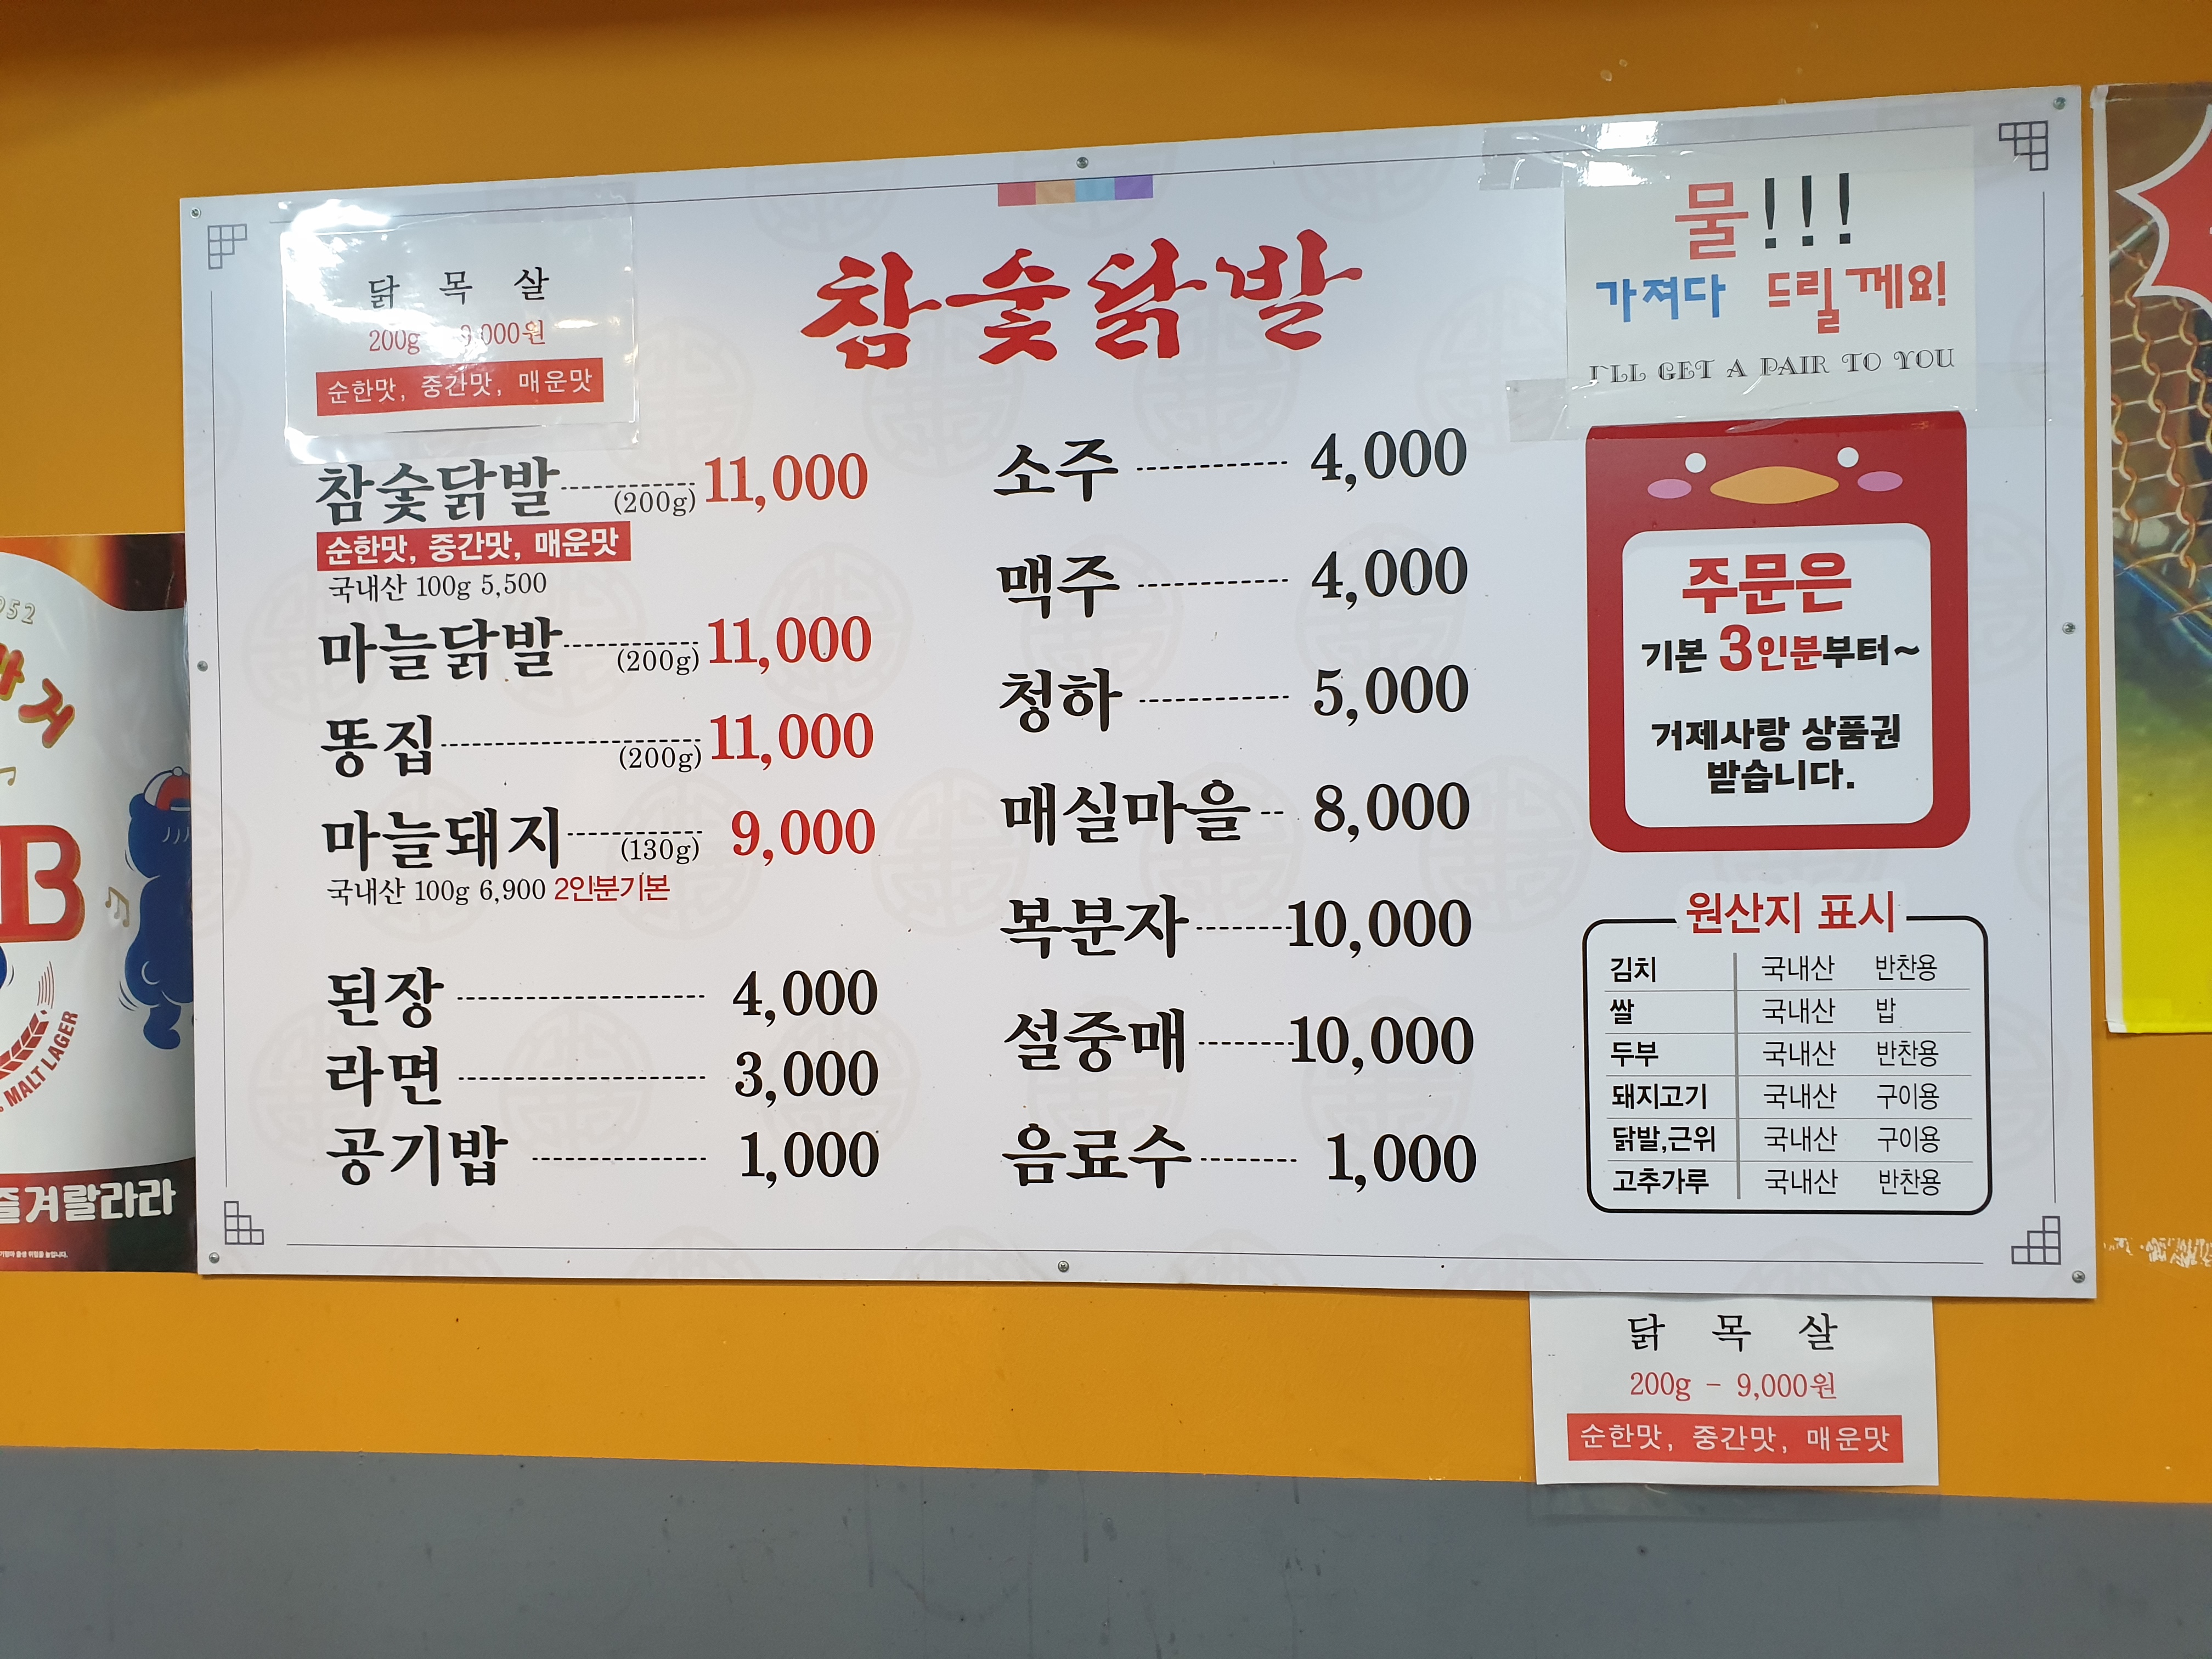 닭 목 살
200g 9,000원
순한맛, 중간맛, 매운맛
참숯닭발
물!!!
가져다 드릴께요!
I`LL GET A PAIR TO YOU
참숯닭발 (200g) 11,000
순한맛, 중간맛, 매운맛
국내산 100g 5,500
마늘닭발 (200g) 11,000
똥집 (200g) 11,000
마늘돼지 (130g) 9,000
국내산 100g 6,900 2인분기본
된장 4,000
라면 3,000
공기밥 1,000
소주 4,000
맥주 4,000
청하 5,000
매실마을 8,000
복분자 10,000
설중매 10,000
음료수 1,000
주문은
기본 3인분부터~
거제사랑 상품권
받습니다.
원산지 표시
김치 국내산 반찬용
쌀 국내산 밥
두부 국내산 반찬용
돼지고기 국내산 구이용
닭발,근위 국내산 구이용
고추가루 국내산 반찬용
닭 목 살
200g - 9,000원
순한맛, 중간맛, 매운맛
B
MALT LAGER
즐겨랄라라